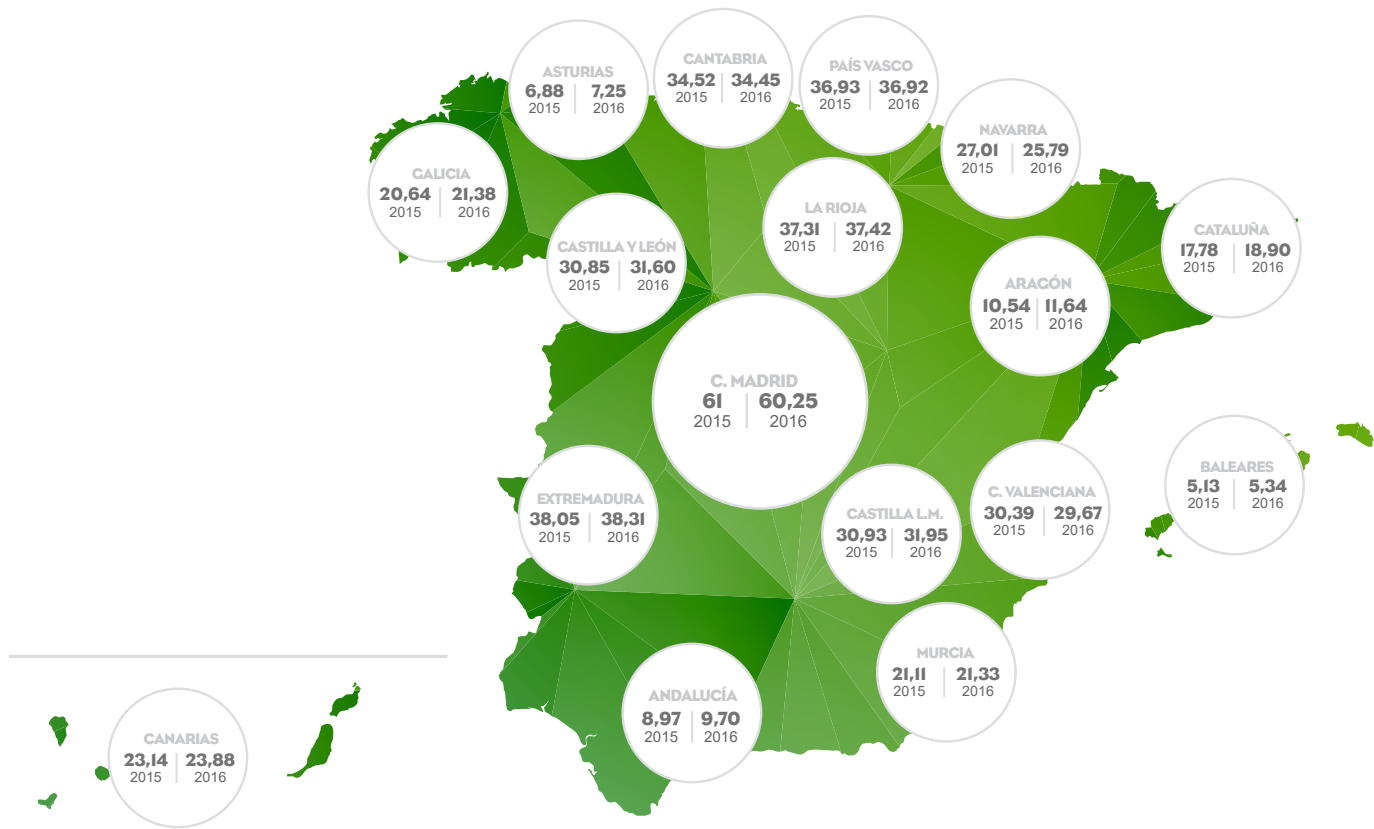 CANTABRIA
34,52 34,45
2015 2016
PAÍS VASCO
36,93 36,92
2015 2016
ASTURIAS
6,88 7,25
2015 2016
NAVARRA
27,01 25,79
2015 2016
GALICIA
20,64 21,38
2015 2016
LA RIOJA
37,31 37,42
2015 2016
CATALUÑA
17,78 18,90
2015 2016
CASTILLA Y LEÓN
30,85 31,60
2015 2016
ARAGÓN
10,54 11,64
2015 2016
C. MADRID
61 60,25
2015 2016
BALEARES
5,13 5,34
2015 2016
EXTREMADURA
38,05 38,31
2015 2016
C. VALENCIANA
30,39 29,67
2015 2016
CASTILLA L.M.
30,93 31,95
2015 2016
MURCIA
21,11 21,33
2015 2016
ANDALUCÍA
8,97 9,70
2015 2016
CANARIAS
23,14 23,88
2015 2016